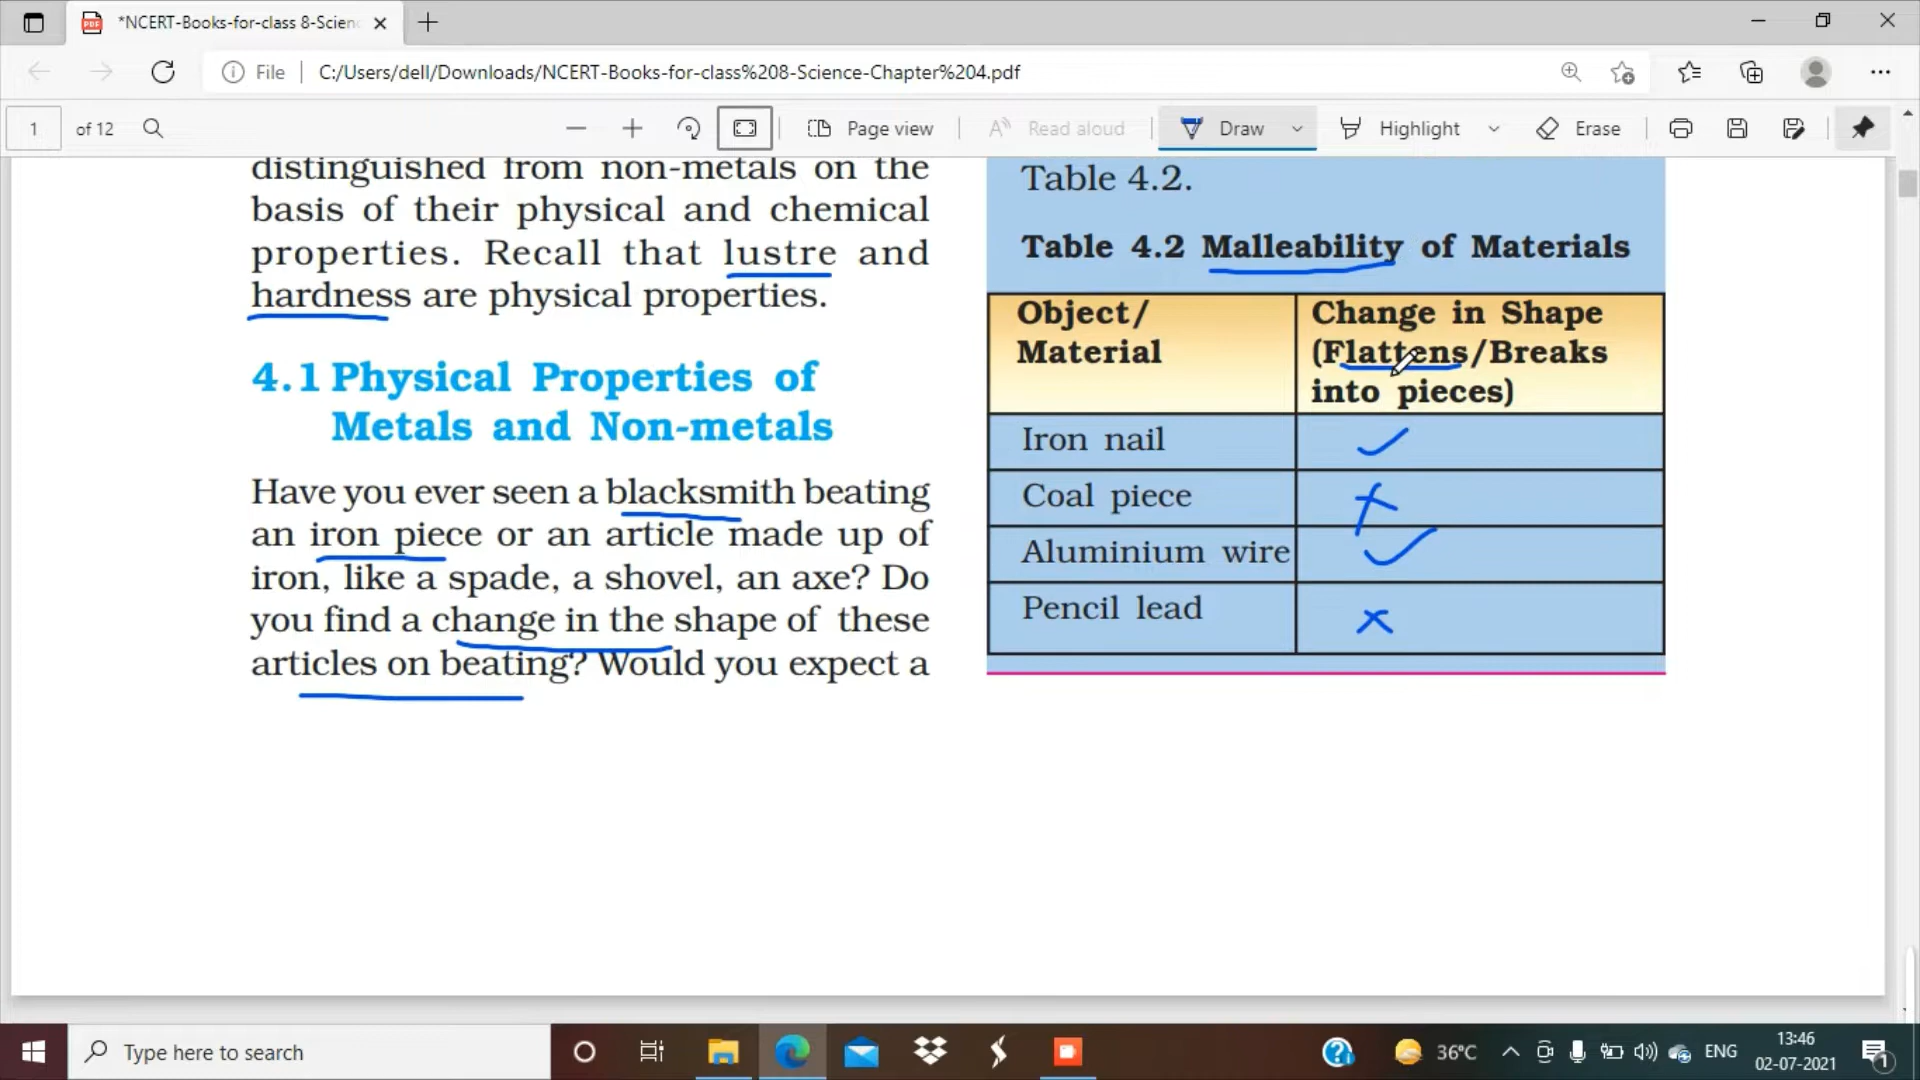 *NCERT-Books-for-class 8-Scien
File
C:/Users/dell/Downloads/NCERT-Books-for-class%208-Science-Chapter%204.pdf
1 of 12
Page view
Read aloud
Draw
Highlight
Erase
distinguished from non-metals on the
basis of their physical and chemical
properties. Recall that lustre and
hardness are physical properties.
4.1 Physical Properties of
Metals and Non-metals
Have you ever seen a blacksmith beating
an iron piece or an article made up of
iron, like a spade, a shovel, an axe? Do
you find a change in the shape of these
articles on beating? Would you expect a
Table 4.2.
Table 4.2 Malleability of Materials
Object/
Material
Change in Shape
(Flattens/Breaks
into pieces)
Iron nail
Coal piece
Aluminium wire
Pencil lead
Type here to search
36°C
ENG
13:46
02-07-2021
1